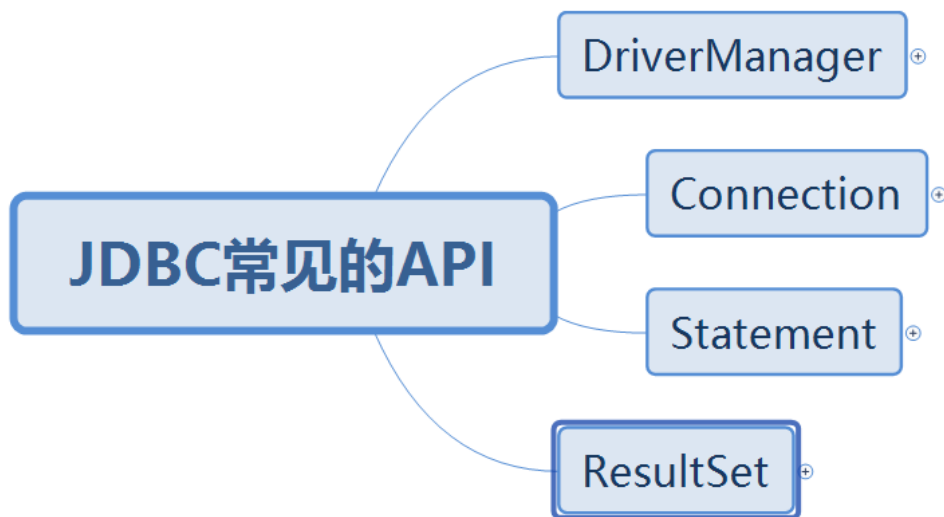 DriverManager
Connection
JDBC常见的API
Statement
ResultSet